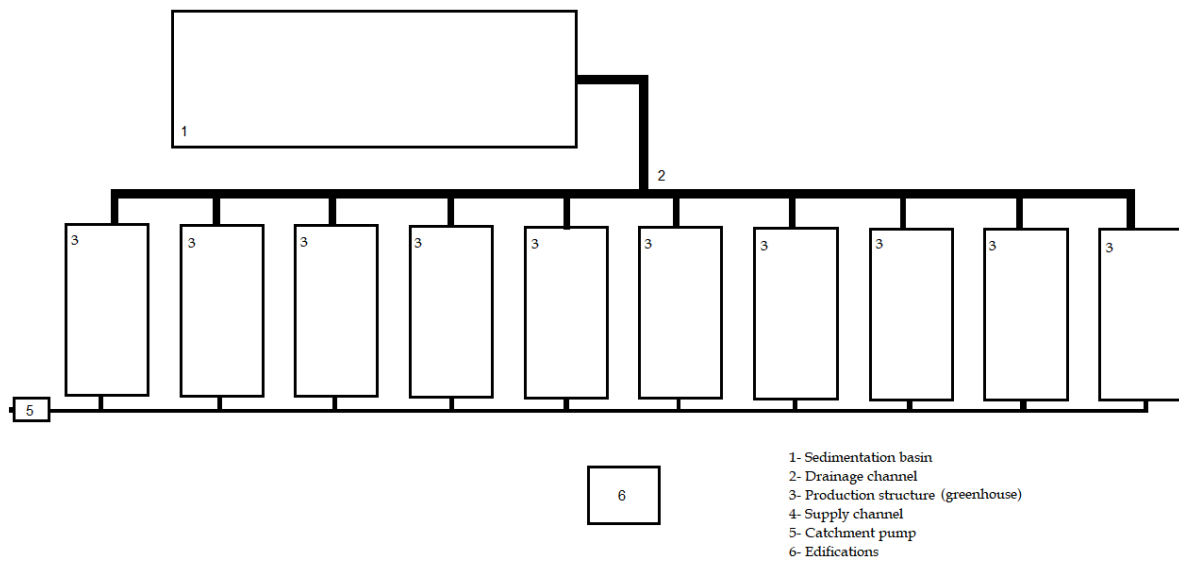 1
2
3 3 3 3 3 3 3 3 3 3
5
6
1- Sedimentation basin
2- Drainage channel
3- Production structure (greenhouse)
4- Supply channel
5- Catchment pump
6- Edifications